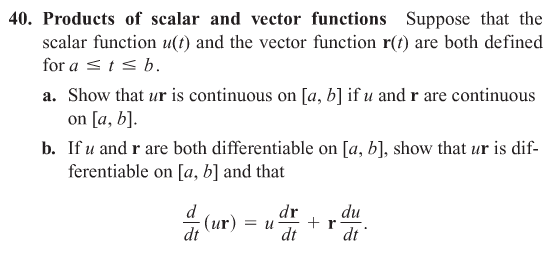 40. Products of scalar and vector functions Suppose that the
scalar function u(t) and the vector function r(t) are both defined
for a ≤ t ≤ b.
a. Show that ur is continuous on [a, b] if u and r are continuous
on [a, b].
b. If u and r are both differentiable on [a, b], show that ur is dif-
ferentiable on [a, b] and that
d/dt (ur) = u dr/dt + r du/dt.